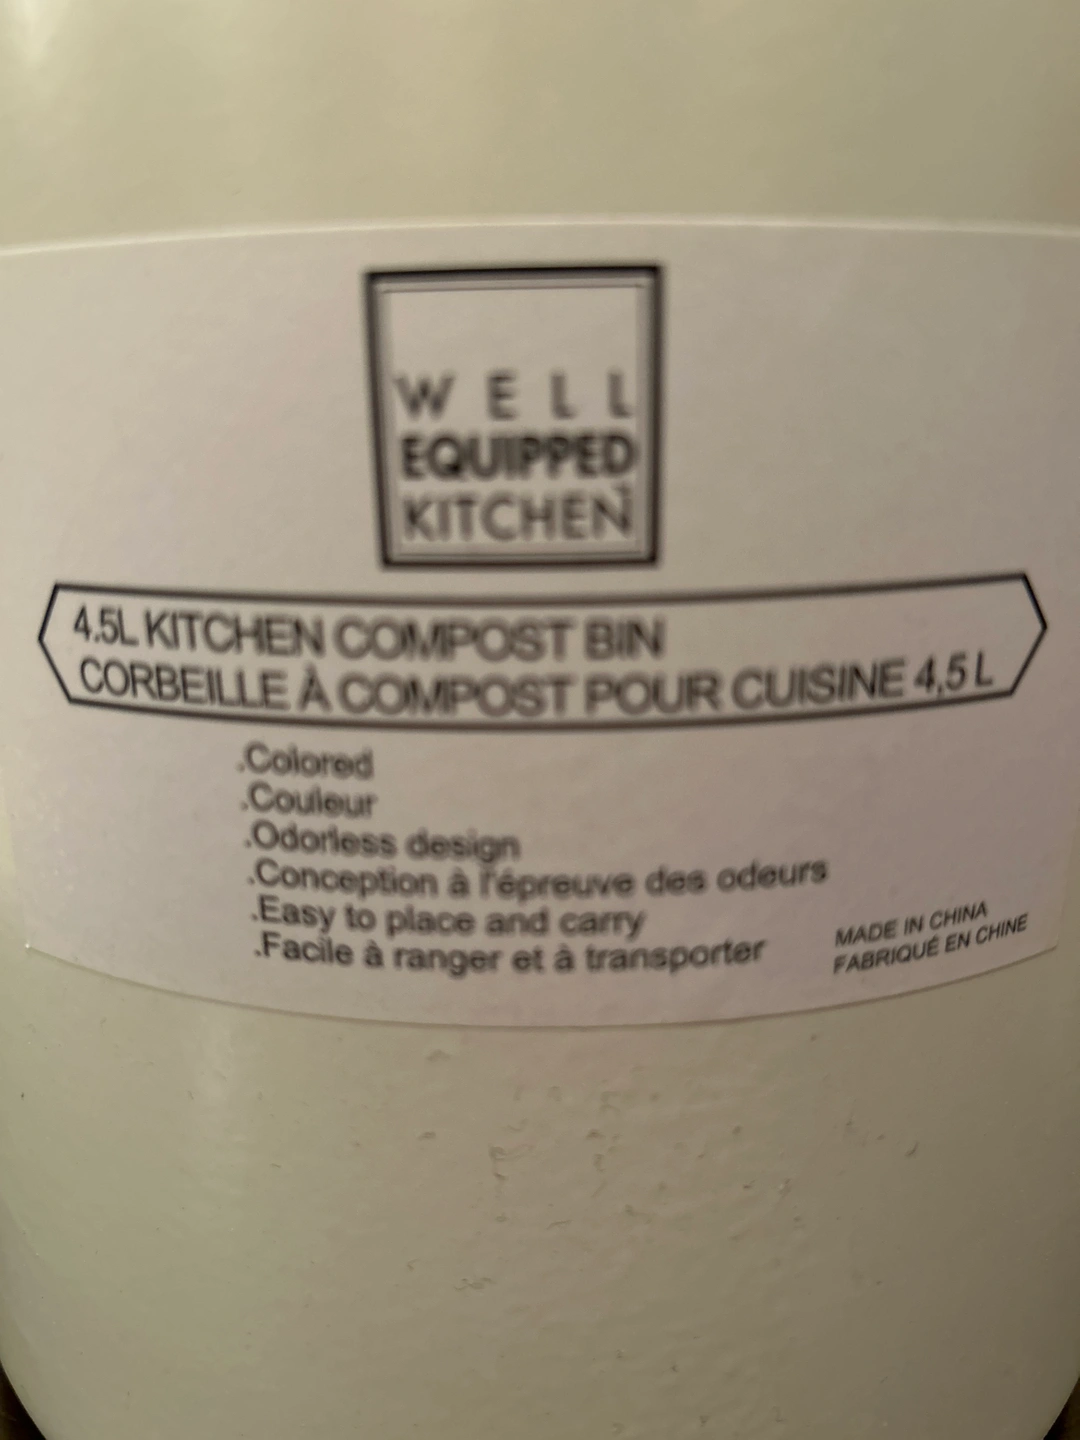 WELL
EQUIPPED
KITCHEN
4.5L KITCHEN COMPOST BIN
CORBEILLE À COMPOST POUR CUISINE 4,5 L
.Colored
.Couleur
.Odorless design
.Conception à l'épreuve des odeurs
.Easy to place and carry
.Facile à ranger et à transporter
MADE IN CHINA
FABRIQUÉ EN CHINE